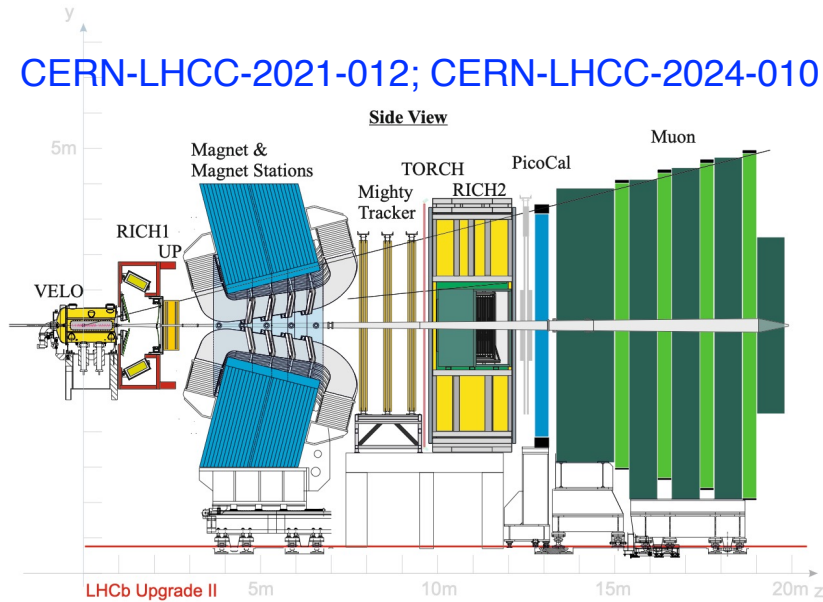 y
CERN-LHCC-2021-012; CERN-LHCC-2024-010
Side View
5m
Magnet &
Magnet Stations
Mighty
Tracker
TORCH
RICH2
PicoCal
Muon
RICH1
UP
VELO
LHCb Upgrade II
5m
10m
15m
20m z